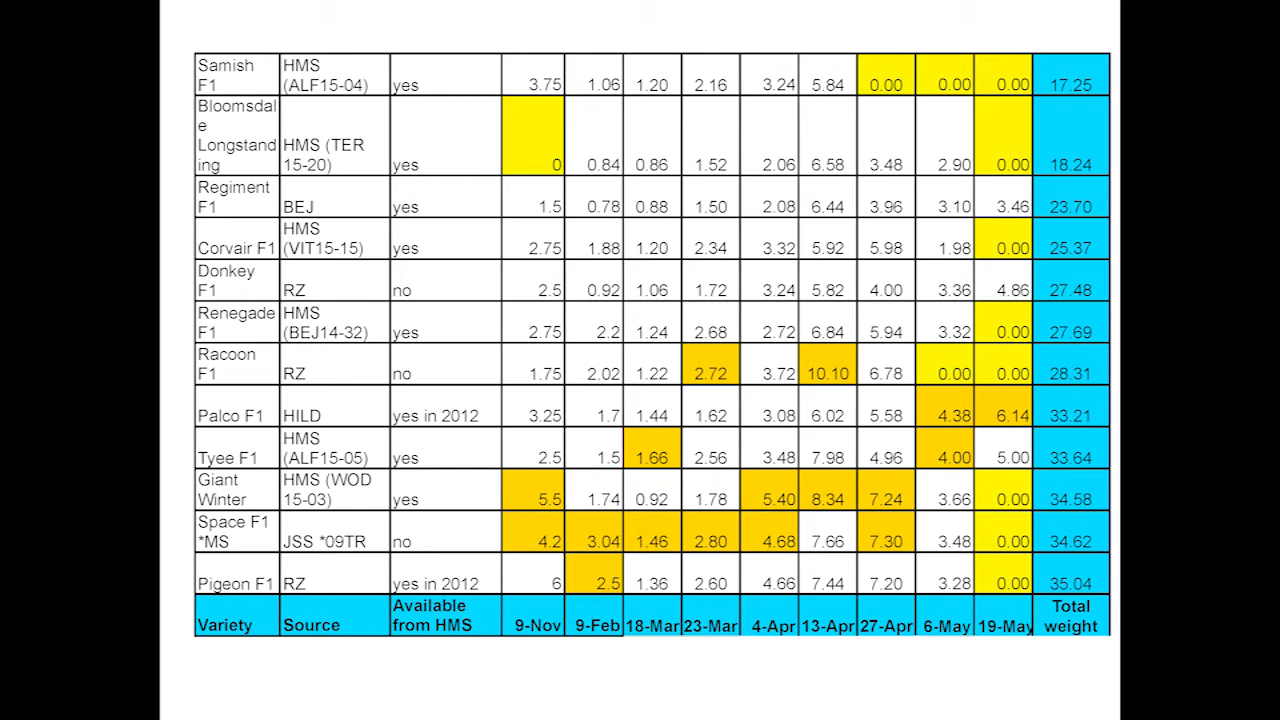 Samish F1 HMS (ALF15-04) yes 3.75 1.06 1.20 2.16 3.24 5.84 0.00 0.00 0.00 17.25
Bloomsdal e Longstand ing HMS (TER 15-20) yes 0 0.84 0.86 1.52 2.06 6.58 3.48 2.90 0.00 18.24
Regiment F1 BEJ yes 1.5 0.78 0.88 1.50 2.08 6.44 3.96 3.10 3.46 23.70
Corvair F1 HMS (VIT15-15) yes 2.75 1.88 1.20 2.34 3.32 5.92 5.98 1.98 0.00 25.37
Donkey F1 RZ no 2.5 0.92 1.06 1.72 3.24 5.82 4.00 3.36 4.86 27.48
Renegade F1 HMS (BEJ14-32) yes 2.75 2.2 1.24 2.68 2.72 6.84 5.94 3.32 0.00 27.69
Racoon F1 RZ no 1.75 2.02 1.22 2.72 3.72 10.10 6.78 0.00 0.00 28.31
Palco F1 HILD yes in 2012 3.25 1.7 1.44 1.62 3.08 6.02 5.58 4.38 6.14 33.21
Tyee F1 HMS (ALF15-05) yes 2.5 1.5 1.66 2.56 3.48 7.98 4.96 4.00 5.00 33.64
Giant Winter HMS (WOD 15-03) yes 5.5 1.74 0.92 1.78 5.40 8.34 7.24 3.66 0.00 34.58
Space F1 *MS JSS *09TR no 4.2 3.04 1.46 2.80 4.68 7.66 7.30 3.48 0.00 34.62
Pigeon F1 RZ yes in 2012 6 2.5 1.36 2.60 4.66 7.44 7.20 3.28 0.00 35.04
Variety Source Available from HMS 9-Nov 9-Feb 18-Mar 23-Mar 4-Apr 13-Apr 27-Apr 6-May 19-May Total weight